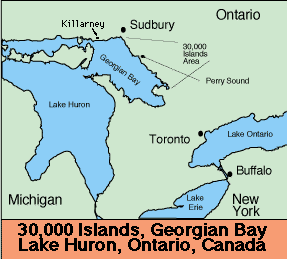 Ontario
Killarney
Sudbury
30,000
Islands
Area
Georgian Bay
Perry Sound
Lake Huron
Toronto
Lake Ontario
Buffalo
Lake
Erie
Michigan
New
York
30,000 Islands, Georgian Bay
Lake Huron, Ontario, Canada